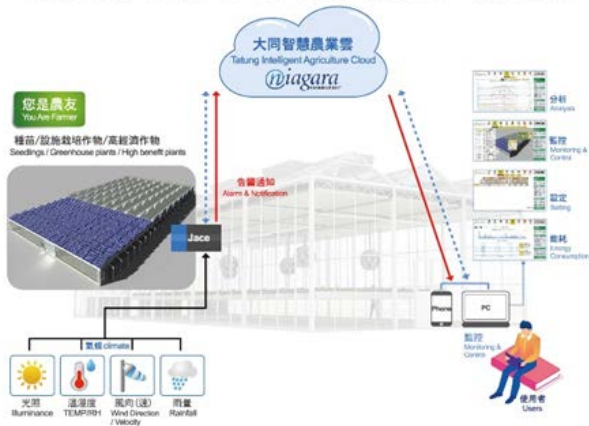 大同智慧農業雲
Tatung Intelligent Agriculture Cloud
niagara
您是農友
You Are Farmer
種苗/設施栽培作物/高經濟作物
Seedlings / Greenhouse plants / High benefit plants
告警通知
Alarm & Notification
Jace
氣候 climate
光照
Illuminance
溫濕度
TEMP/RH
風向(速)
Wind Direction
/ Velocity
雨量
Rainfall
分析
Analysis
監控
Monitoring &
Control
設定
Setting
能耗
Energy
Consumption
Phone
PC
監控
Monitoring &
Control
使用者
Users